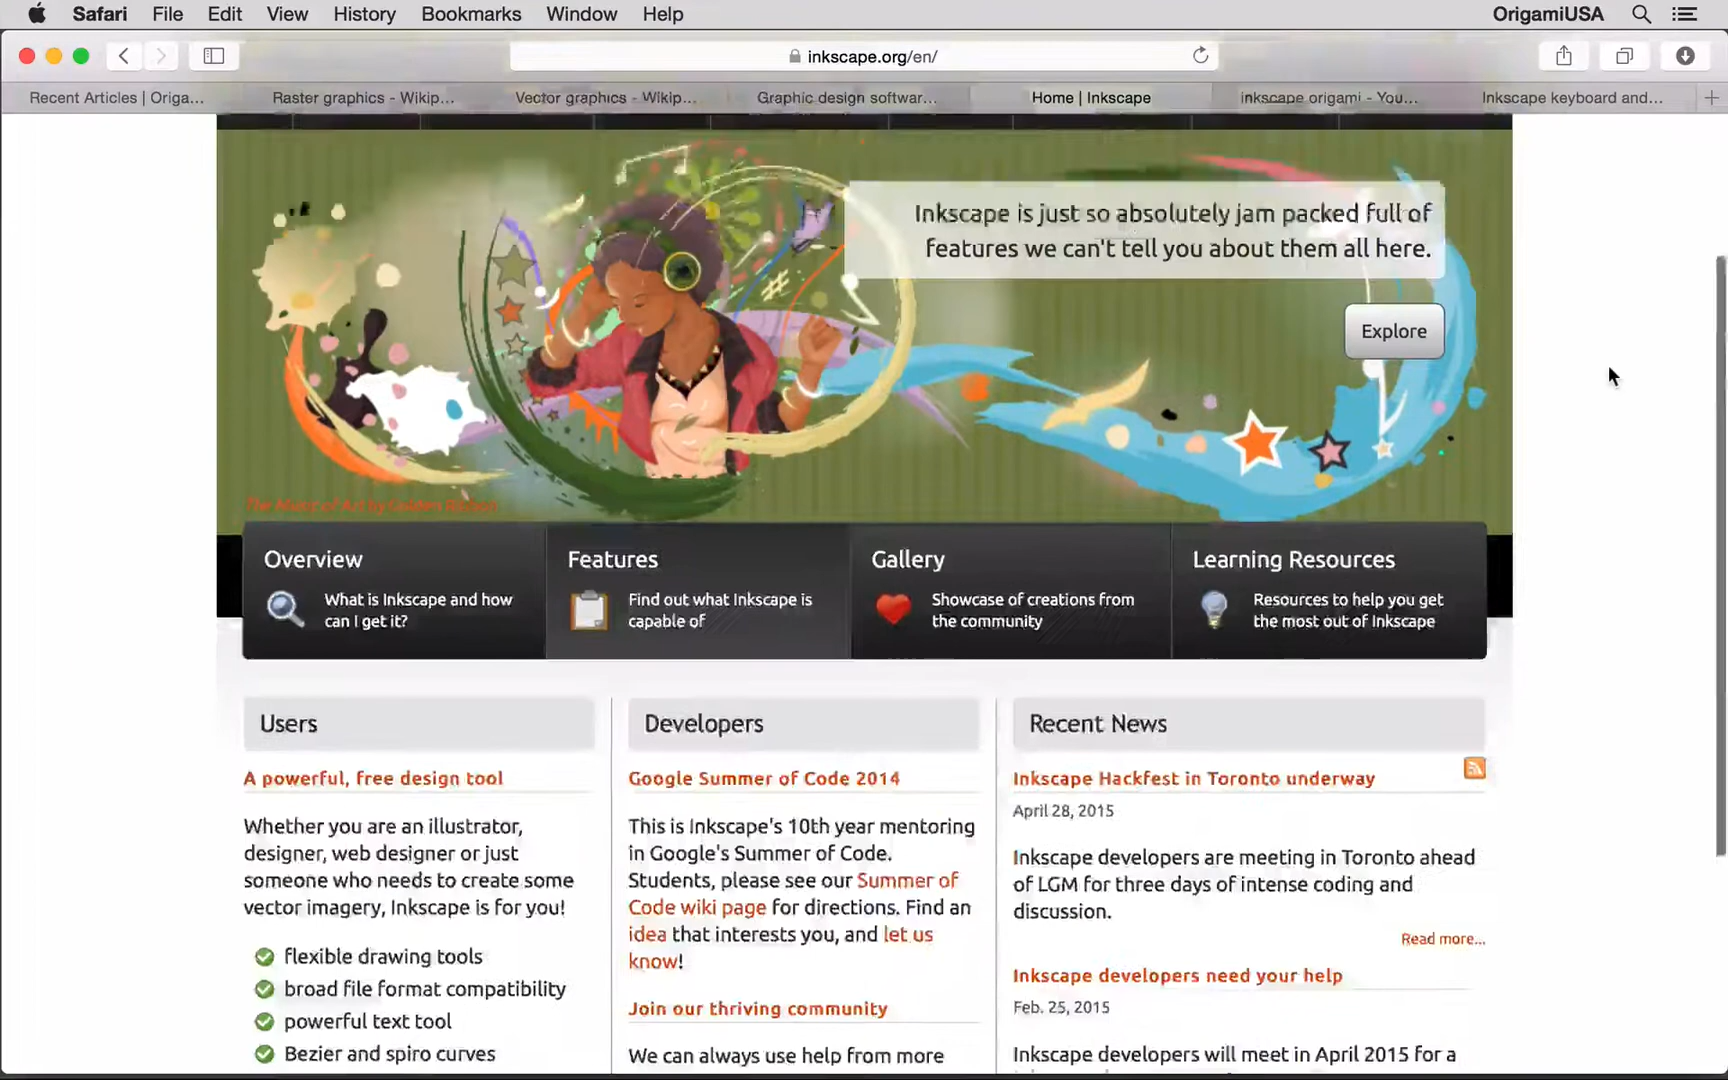 Safari File Edit View History Bookmarks Window Help OrigamiUSA
inkscape.org/en/
Recent Articles | Origa... Raster graphics - Wikip... Vector graphics - Wikip... Graphic design softwar... Home | Inkscape inkscape origami - You... Inkscape keyboard and...
Inkscape is just so absolutely jam packed full of
features we can't tell you about them all here.
Explore
Overview
What is Inkscape and how
can I get it?
Features
Find out what Inkscape is
capable of
Gallery
Showcase of creations from
the community
Learning Resources
Resources to help you get
the most out of Inkscape
Users
A powerful, free design tool
Whether you are an illustrator,
designer, web designer or just
someone who needs to create some
vector imagery, Inkscape is for you!
flexible drawing tools
broad file format compatibility
powerful text tool
Bezier and spiro curves
Developers
Google Summer of Code 2014
This is Inkscape's 10th year mentoring
in Google's Summer of Code.
Students, please see our Summer of
Code wiki page for directions. Find an
idea that interests you, and let us
know!
Join our thriving community
We can always use help from more
Recent News
Inkscape Hackfest in Toronto underway
April 28, 2015
Inkscape developers are meeting in Toronto ahead
of LGM for three days of intense coding and
discussion.
Read more...
Inkscape developers need your help
Feb. 25, 2015
Inkscape developers will meet in April 2015 for a